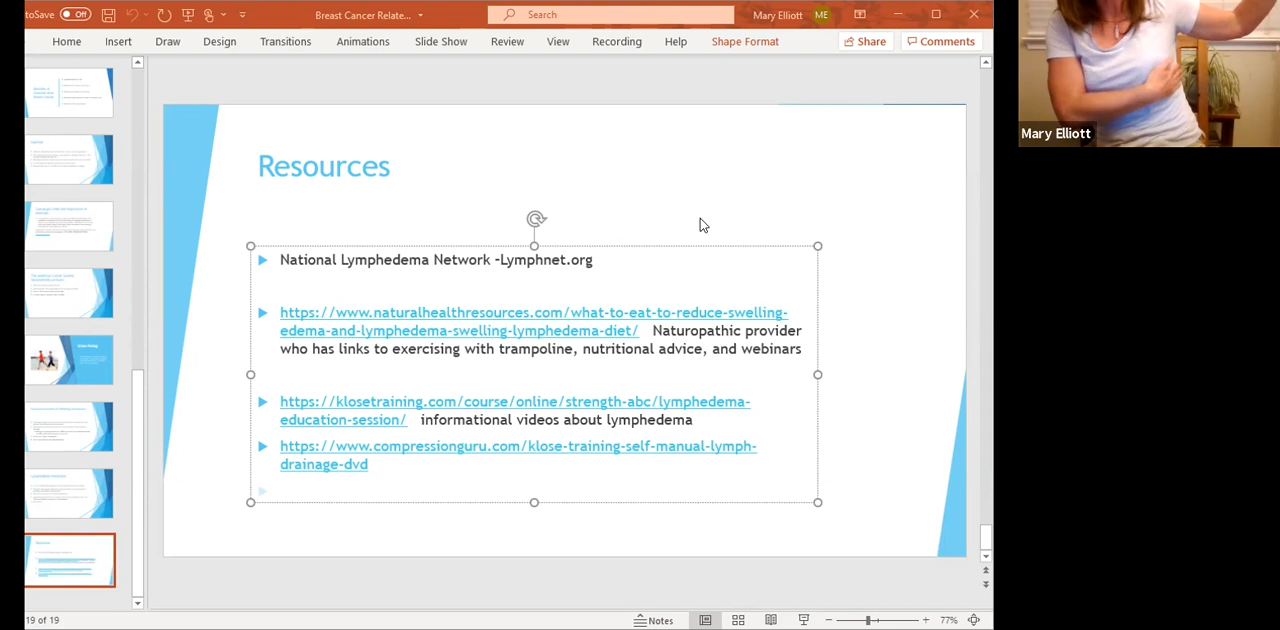 toSave Off Breast Cancer Relate... Search Mary Elliott ME
Home Insert Draw Design Transitions Animations Slide Show Review View Recording Help Shape Format Share Comments
Mary Elliott
Resources
National Lymphedema Network -Lymphnet.org
https://www.naturalhealthresources.com/what-to-eat-to-reduce-swelling-
edema-and-lymphedema-swelling-lymphedema-diet/ Naturopathic provider
who has links to exercising with trampoline, nutritional advice, and webinars
https://klosetraining.com/course/online/strength-abc/lymphedema-
education-session/ informational videos about lymphedema
https://www.compressionguru.com/klose-training-self-manual-lymph-
drainage-dvd
19 of 19 Notes 77%